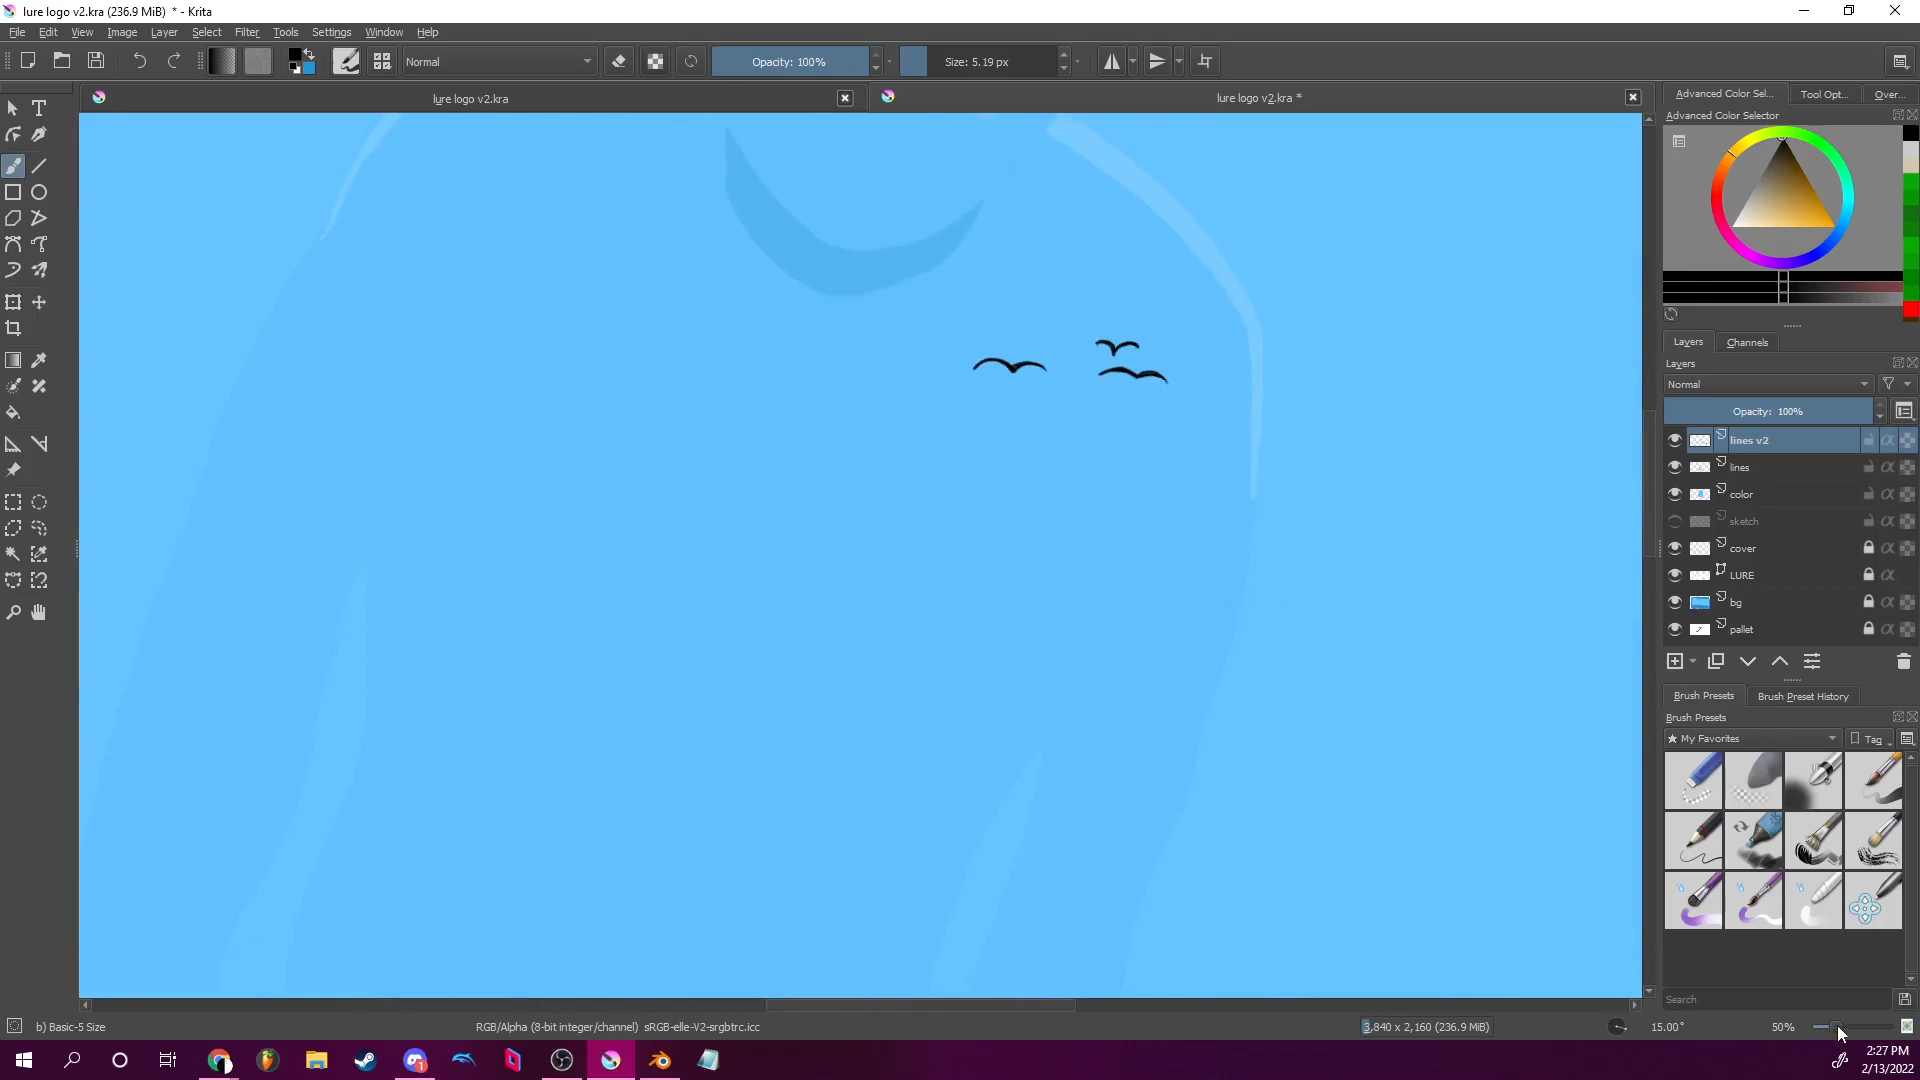 lure logo v2.kra (236.9 MiB)  * - Krita
File Edit View Image Layer Select Filter Tools Settings Window Help
Normal Opacity: 100% Size: 5.19 px
lure logo v2.kra lure logo v2.kra *
Advanced Color Sel... Tool Opt... Over...
Advanced Color Selector
Layers Channels
Layers
Normal
Opacity: 100%
lines v2
lines
color
sketch
cover
LURE
bg
pallet
Brush Presets Brush Preset History
Brush Presets
My Favorites Tag
Search
b) Basic-5 Size RGB/Alpha (8-bit integer/channel)  sRGB-elle-V2-srgbtrc.icc 3,840 x 2,160 (236.9 MiB) 15.00° 50%
1
2:27 PM
2/13/2022